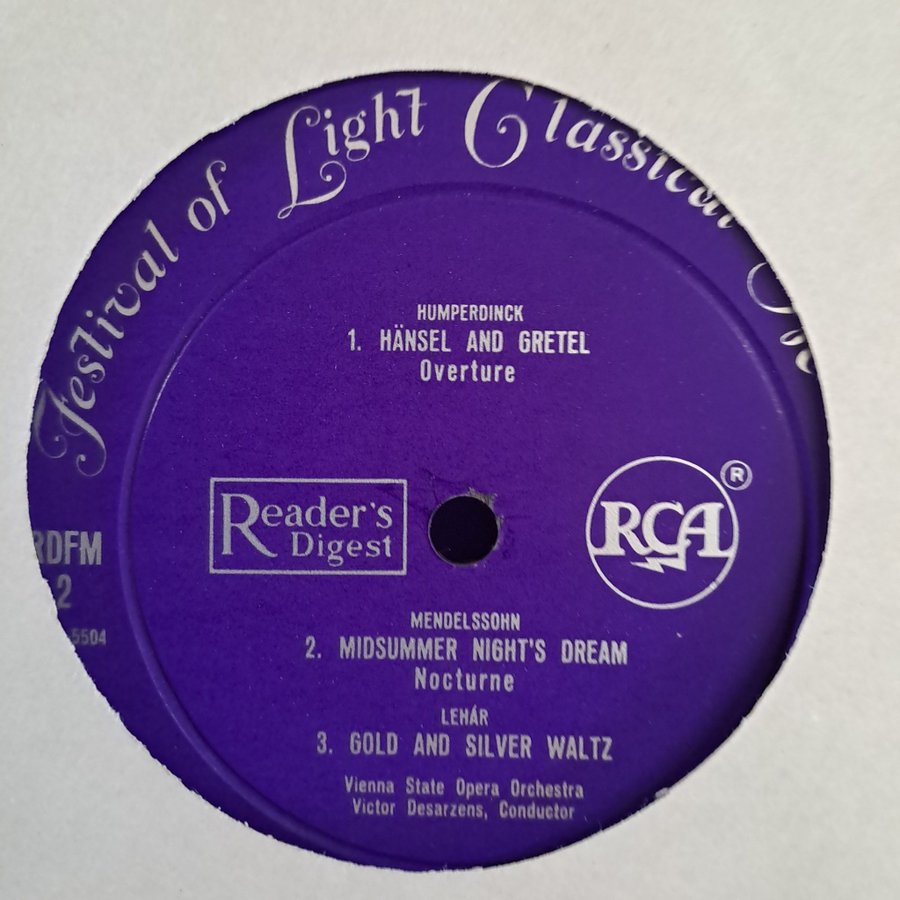 Festival of Light Classical
HUMPERDINCK
1. HÄNSEL AND GRETEL
Overture
Reader's
Digest
RCA
®
RDFM
2
5504
MENDELSSOHN
2. MIDSUMMER NIGHT'S DREAM
Nocturne
LEHÁR
3. GOLD AND SILVER WALTZ
Vienna State Opera Orchestra
Victor Desarzens, Conductor